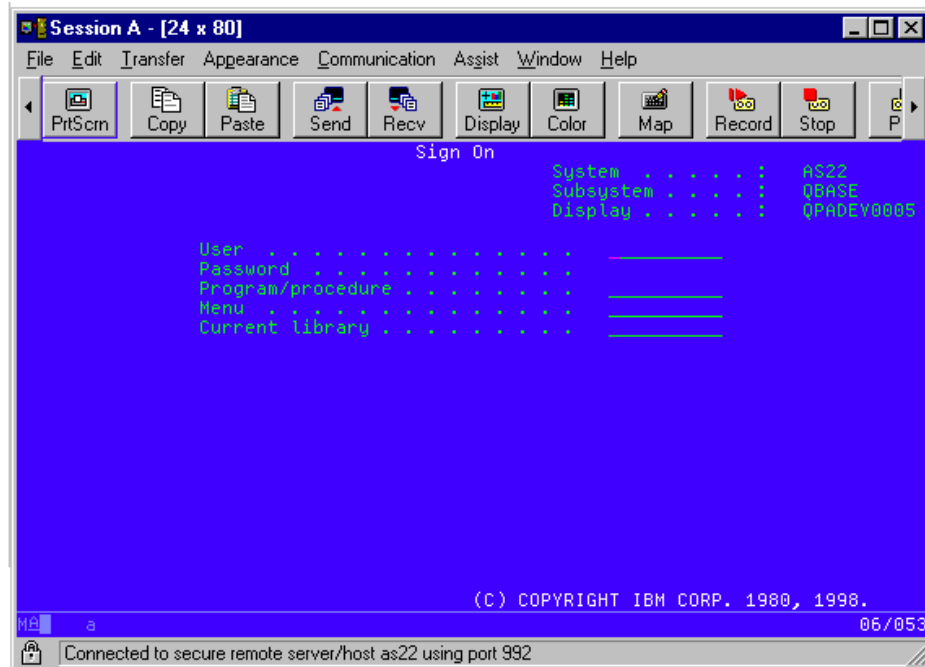 Session A - [24 x 80]
File Edit Transfer Appearance Communication Assist Window Help
PrtScrn Copy Paste Send Recv Display Color Map Record Stop P
Sign On
System . . . . . : AS22
Subsystem . . . . : QBASE
Display . . . . . : QPADEV0005
User . . . . . . . . . . . . . .
Password . . . . . . . . . . . .
Program/procedure . . . . . . . .
Menu . . . . . . . . . . . . . .
Current library . . . . . . . . .
(C) COPYRIGHT IBM CORP. 1980, 1998.
MA a 06/053
Connected to secure remote server/host as22 using port 992